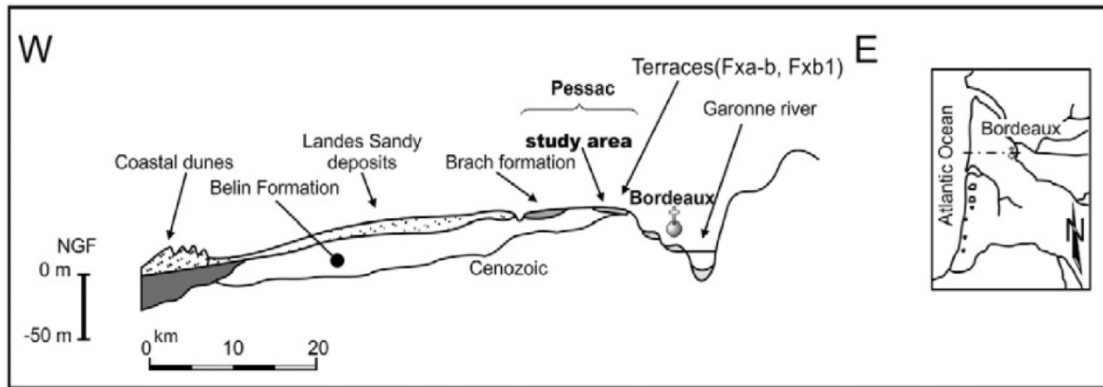 W
E
Terraces(Fxa-b, Fxb1)
Pessac
Garonne river
study area
Landes Sandy
deposits
Brach formation
Coastal dunes
Belin Formation
Bordeaux
NGF
0 m
-50 m
Cenozoic
km
0 10 20
Atlantic Ocean
Bordeaux
N